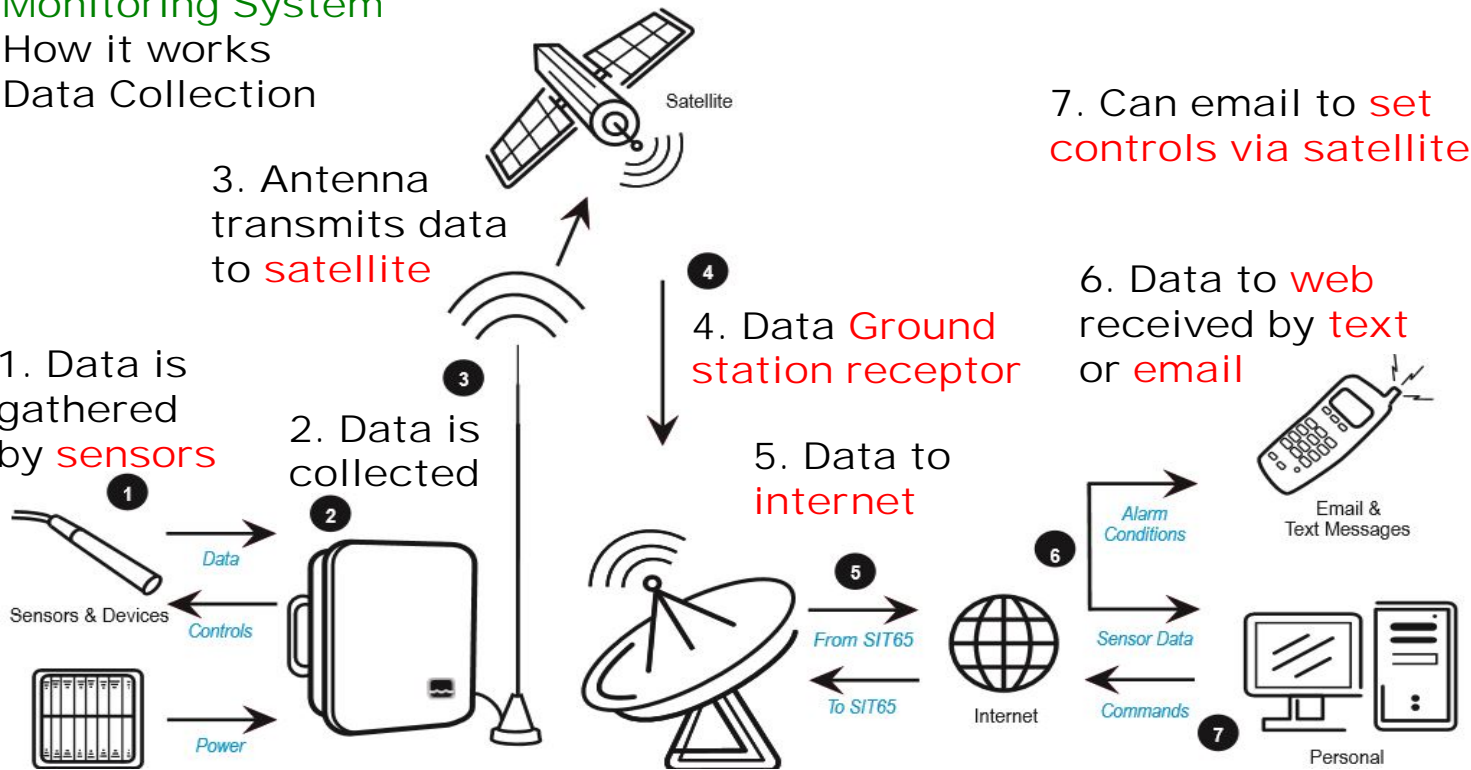 Monitoring System
How it works
Data Collection
Satellite
7. Can email to set
controls via satellite
3. Antenna
transmits data
to satellite
4
4. Data Ground
station receptor
6. Data to web
received by text
or email
1. Data is
gathered
by sensors
3
2. Data is
collected
5. Data to
internet
1
2
Data
Sensors & Devices
Controls
Power
5
From SIT65
To SIT65
Internet
6
Alarm
Conditions
Email &
Text Messages
Sensor Data
Commands
7
Personal